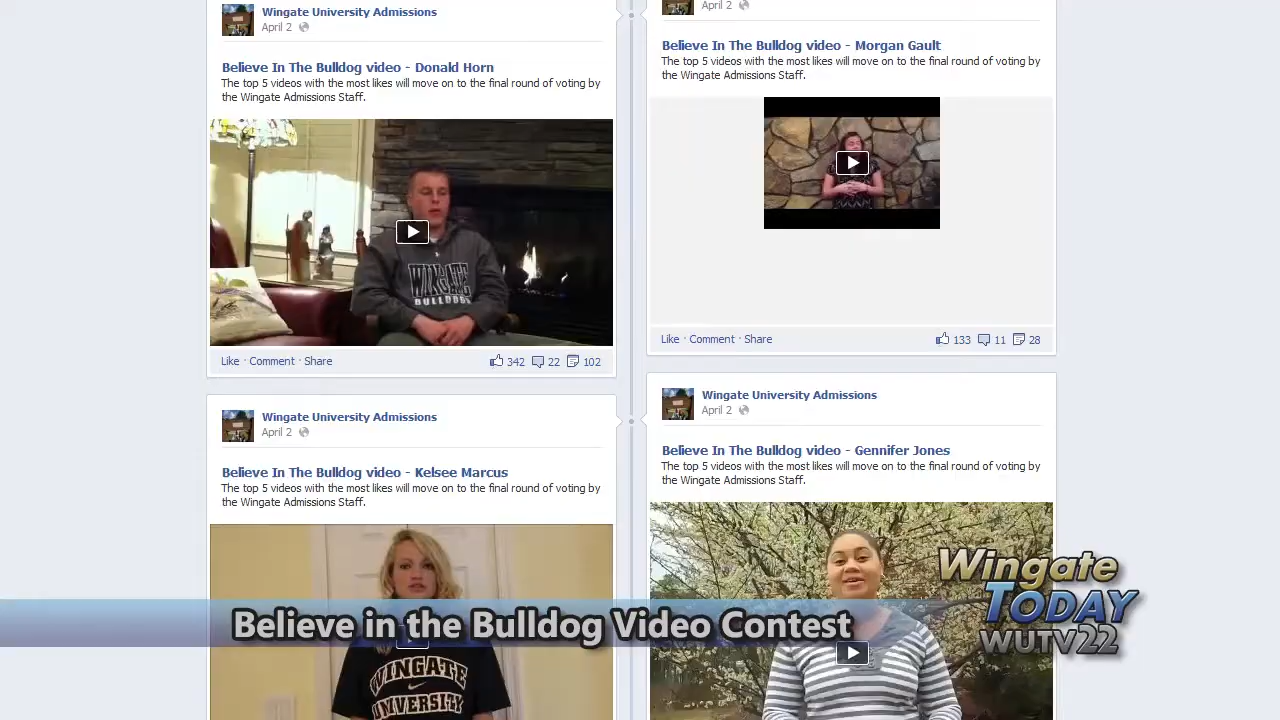 Wingate University Admissions
April 2
Believe In The Bulldog video - Donald Horn
The top 5 videos with the most likes will move on to the final round of voting by
the Wingate Admissions Staff.
WINGATE
BULLDOGS
Like · Comment · Share
342 22 102
April 2
Believe In The Bulldog video - Morgan Gault
The top 5 videos with the most likes will move on to the final round of voting by
the Wingate Admissions Staff.
Like · Comment · Share
133 11 28
Wingate University Admissions
April 2
Believe In The Bulldog video - Kelsee Marcus
The top 5 videos with the most likes will move on to the final round of voting by
the Wingate Admissions Staff.
WINGATE
UNIVERSITY
Wingate University Admissions
April 2
Believe In The Bulldog video - Gennifer Jones
The top 5 videos with the most likes will move on to the final round of voting by
the Wingate Admissions Staff.
Believe in the Bulldog Video Contest
Wingate
TODAY
WUTV22